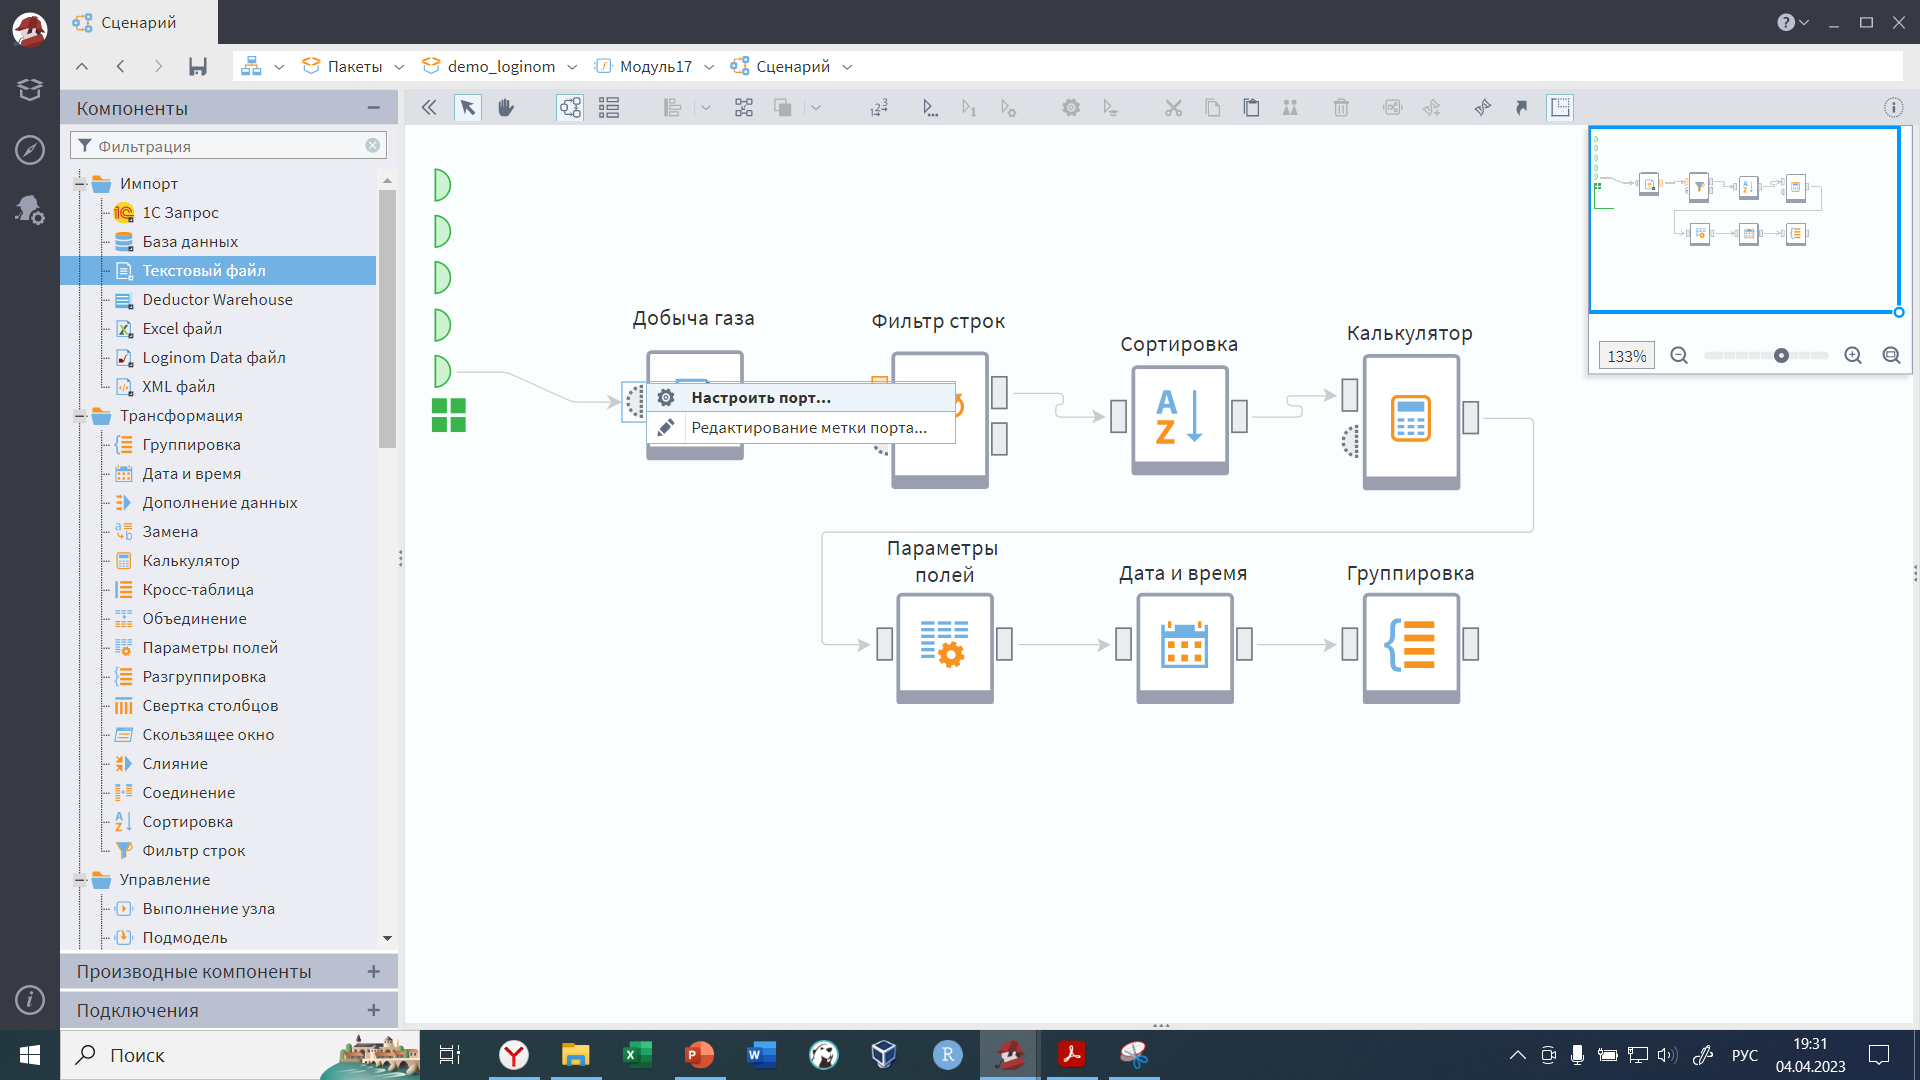 Сценарий
Пакеты
demo_loginom
Модуль17
Сценарий
Компоненты
Фильтрация
Импорт
1С Запрос
База данных
Текстовый файл
Deductor Warehouse
Excel файл
Loginom Data файл
XML файл
Трансформация
Группировка
Дата и время
Дополнение данных
Замена
Калькулятор
Кросс-таблица
Объединение
Параметры полей
Разгруппировка
Свертка столбцов
Скользящее окно
Слияние
Соединение
Сортировка
Фильтр строк
Управление
Выполнение узла
Подмодель
Производные компоненты
Подключения
Добыча газа
Фильтр строк
Сортировка
Калькулятор
Настроить порт...
Редактирование метки порта...
Параметры
полей
Дата и время
Группировка
133%
Поиск
РУС
19:31
04.04.2023